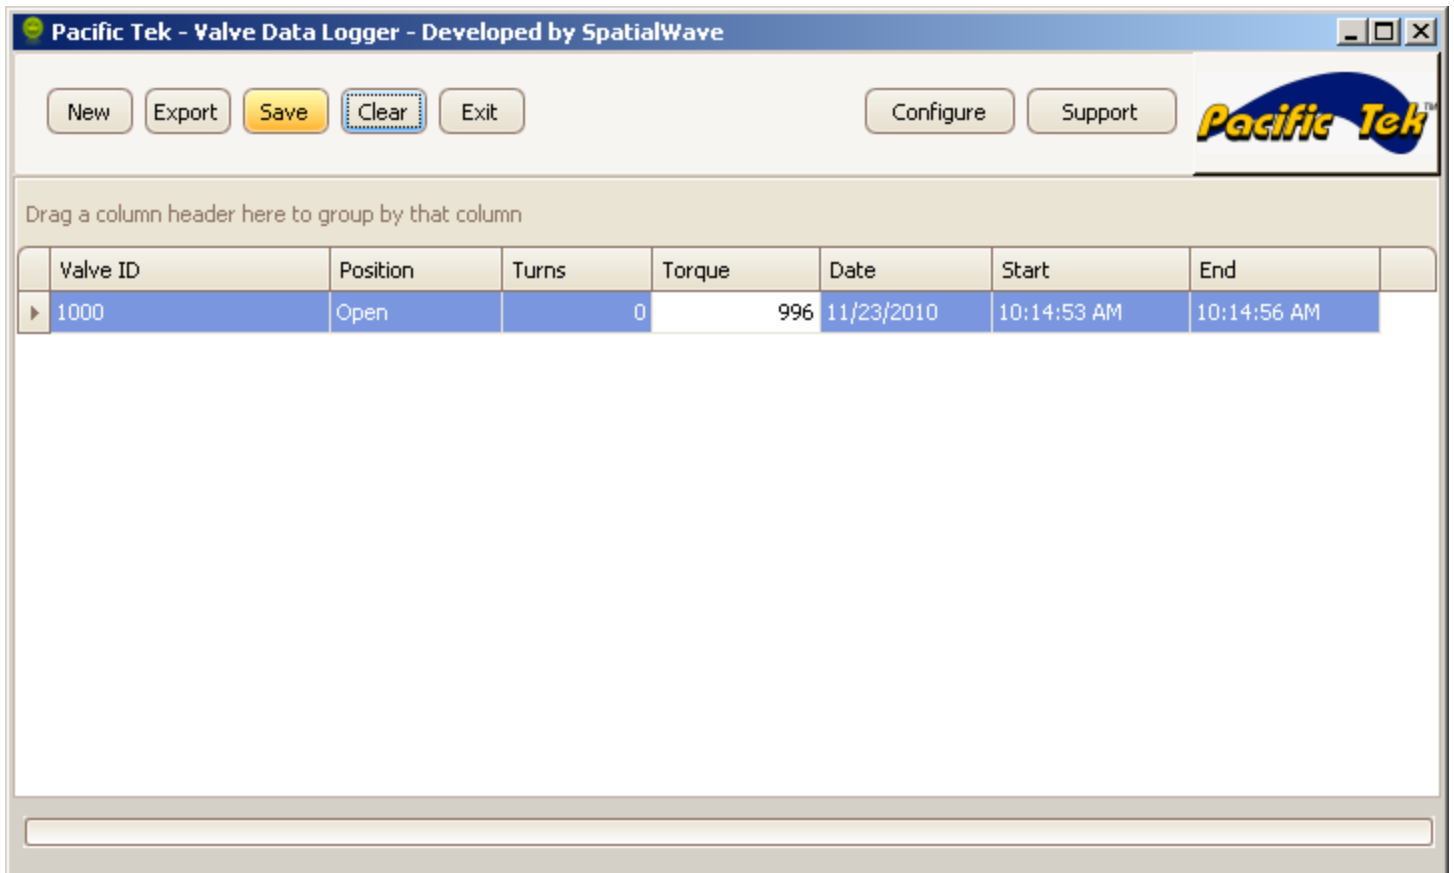 Pacific Tek - Valve Data Logger - Developed by SpatialWave
New Export Save Clear Exit Configure Support Pacific Tek™
Drag a column header here to group by that column
Valve ID Position Turns Torque Date Start End
1000 Open 0 996 11/23/2010 10:14:53 AM 10:14:56 AM